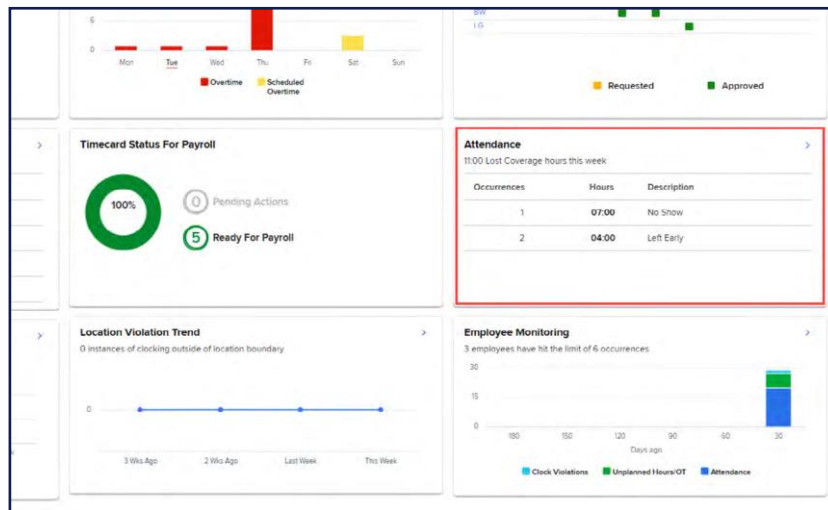 6
0
Mon Tue Wed Thu Fri Sat Sun
Overtime Scheduled
Overtime
BW
LG
Requested Approved
Timecard Status For Payroll
100%
0 Pending Actions
5 Ready For Payroll
Attendance
11:00 Lost Coverage hours this week
Occurrences Hours Description
1 07:00 No Show
2 04:00 Left Early
Location Violation Trend
0 instances of clocking outside of location boundary
0
3 Wks Ago 2 Wks Ago Last Week This Week
Employee Monitoring
3 employees have hit the limit of 6 occurrences
30
15
0
180 150 120 90 60 30
Days ago
Clock Violations Unplanned Hours/OT Attendance